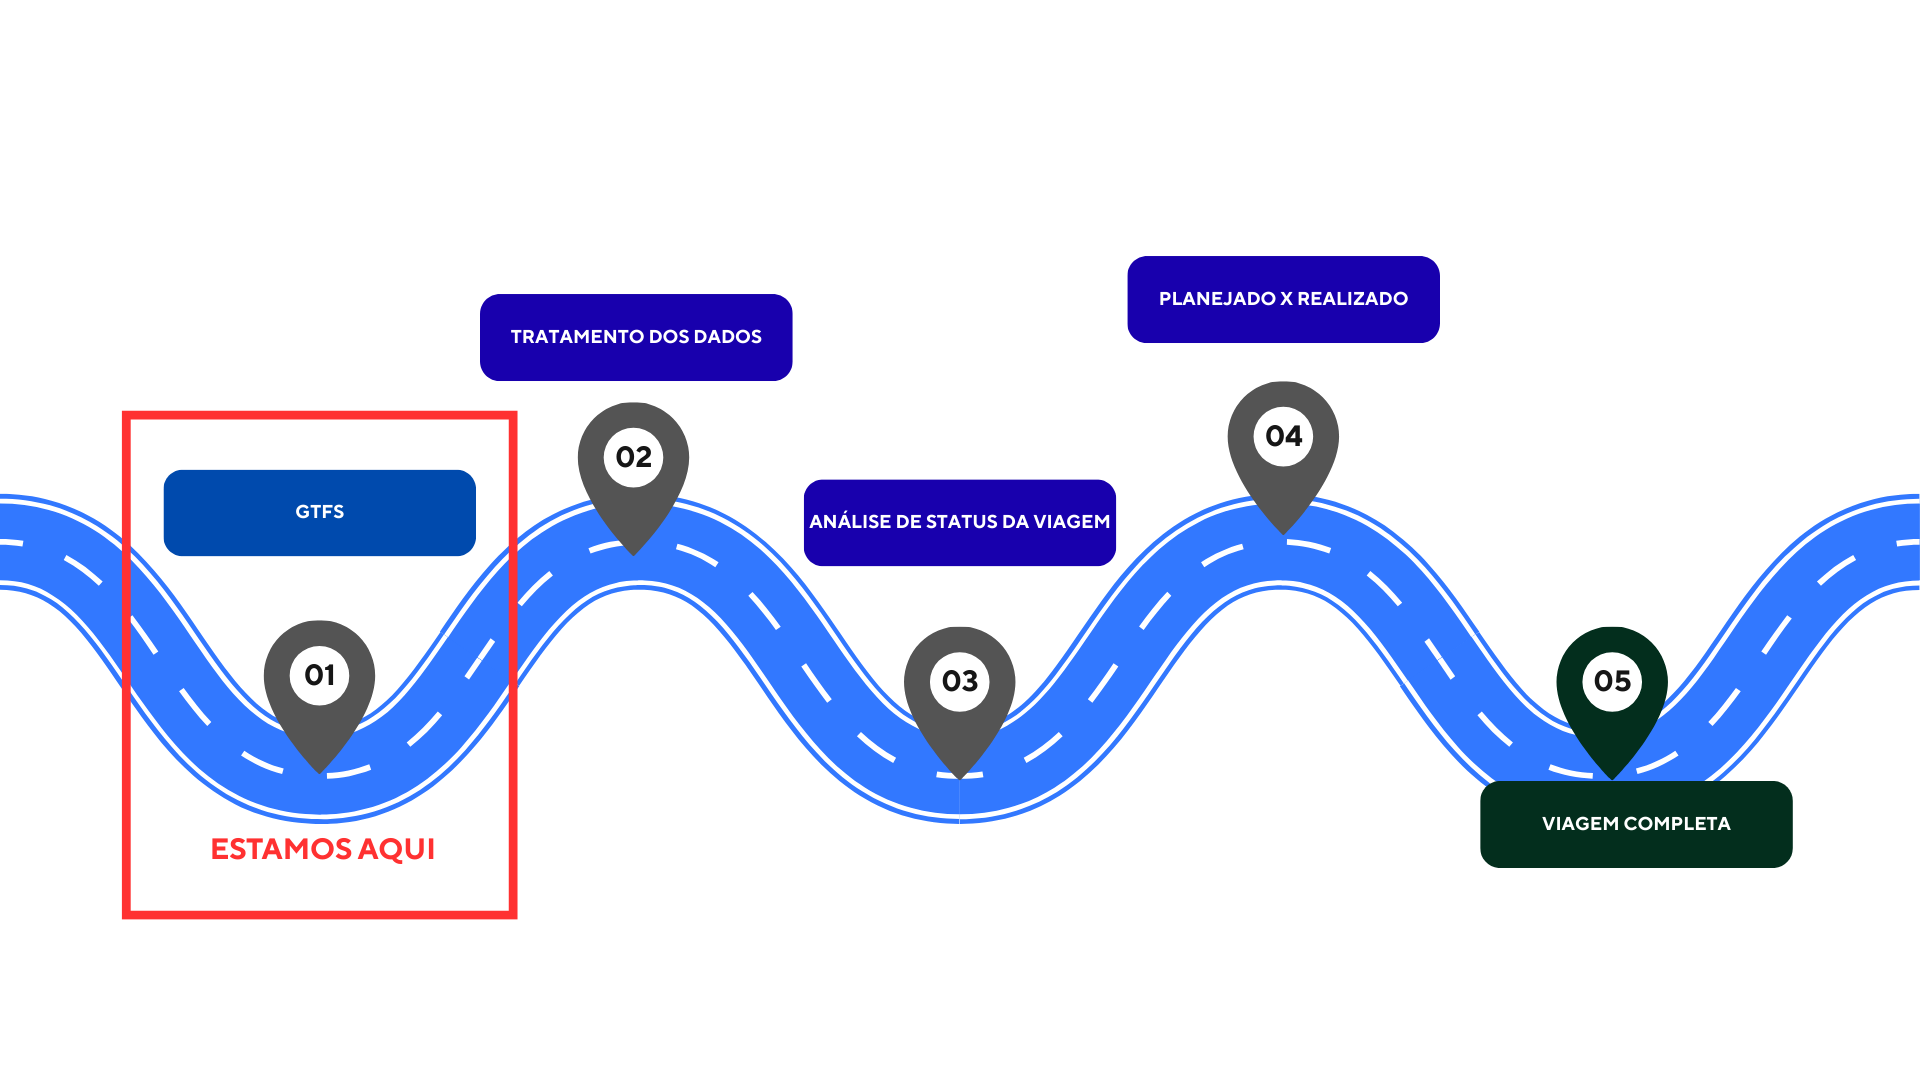 GTFS
01
ESTAMOS AQUI
TRATAMENTO DOS DADOS
02
ANÁLISE DE STATUS DA VIAGEM
03
PLANEJADO X REALIZADO
04
05
VIAGEM COMPLETA